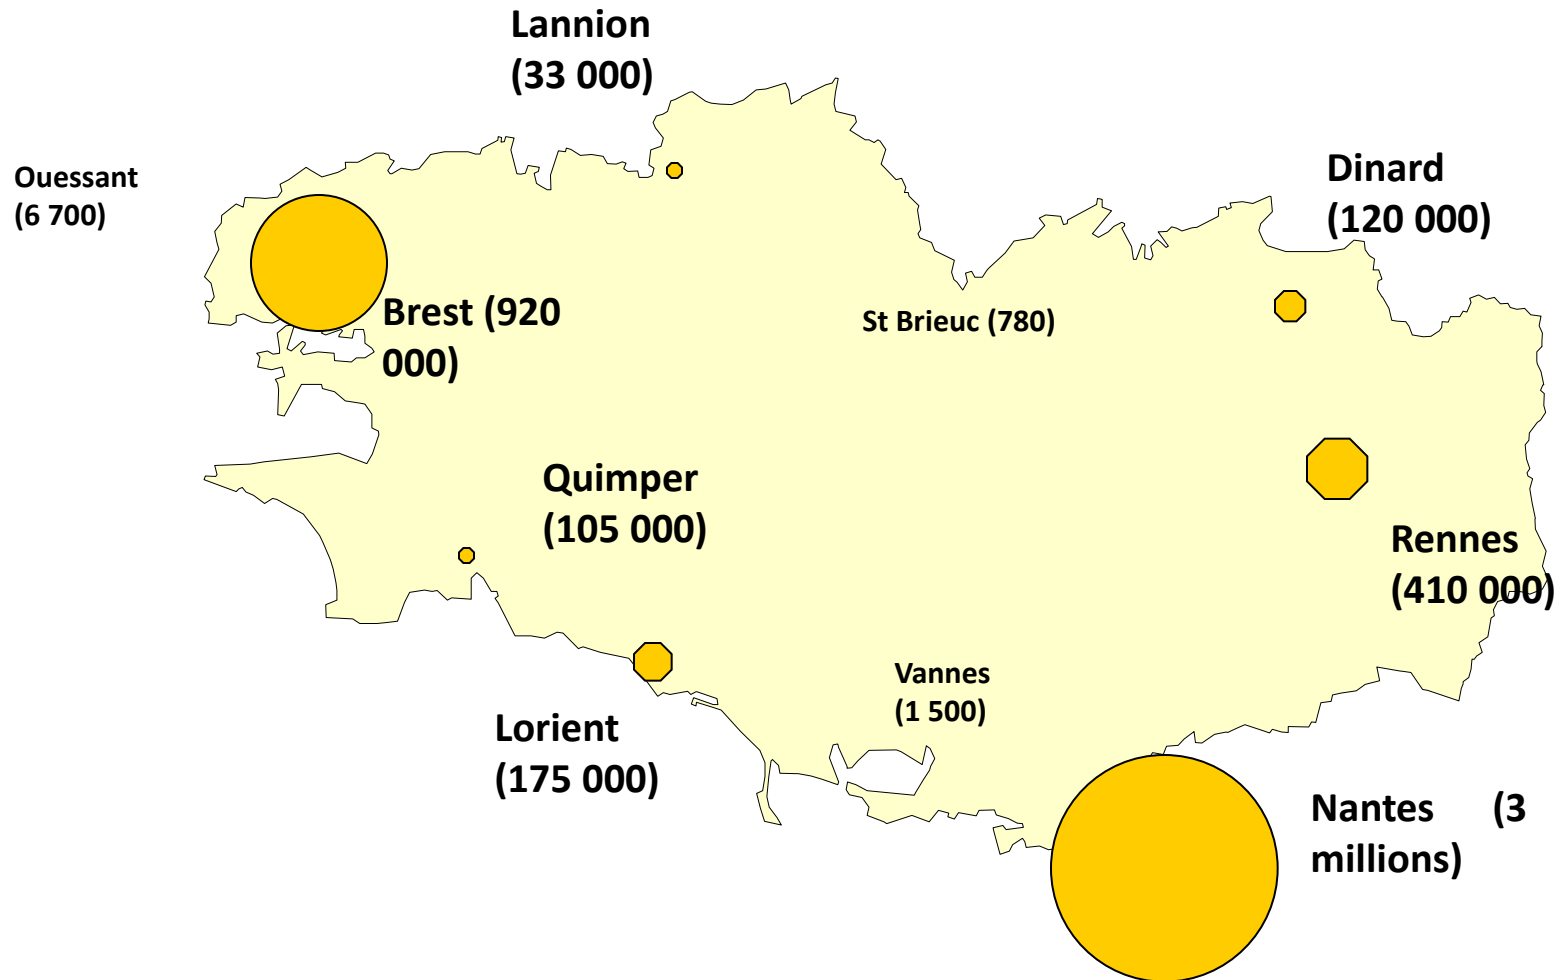 Lannion
(33 000)
Ouessant
(6 700)
Dinard
(120 000)
Brest (920
000)
St Brieuc (780)
Quimper
(105 000)
Rennes
(410 000)
Vannes
(1 500)
Lorient
(175 000)
Nantes (3
millions)